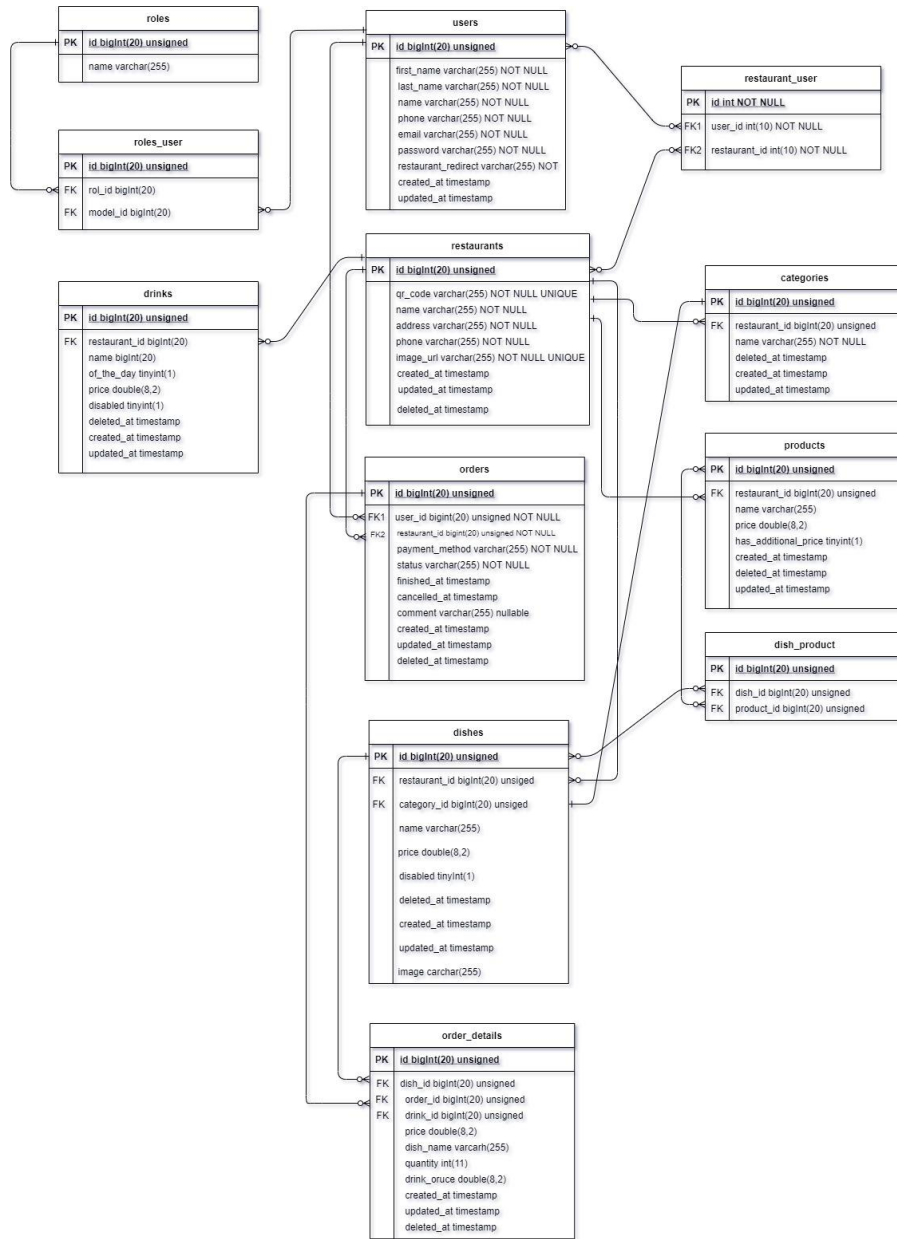 roles
PK id bigInt(20) unsigned
name varchar(255)
users
PK id bigInt(20) unsigned
first_name varchar(255) NOT NULL
last_name varchar(255) NOT NULL
name varchar(255) NOT NULL
phone varchar(255) NOT NULL
email varchar(255) NOT NULL
password varchar(255) NOT NULL
restaurant_redirect varchar(255) NOT
created_at timestamp
updated_at timestamp
restaurant_user
PK id int NOT NULL
FK1 user_id int(10) NOT NULL
FK2 restaurant_id int(10) NOT NULL
roles_user
PK id bigInt(20) unsigned
FK rol_id bigInt(20)
FK model_id bigInt(20)
restaurants
PK id bigInt(20) unsigned
qr_code varchar(255) NOT NULL UNIQUE
name varchar(255) NOT NULL
address varchar(255) NOT NULL
phone varchar(255) NOT NULL
image_url varchar(255) NOT NULL UNIQUE
created_at timestamp
updated_at timestamp
deleted_at timestamp
categories
PK id bigInt(20) unsigned
FK restaurant_id bigInt(20) unsigned
name varchar(255) NOT NULL
deleted_at timestamp
created_at timestamp
updated_at timestamp
drinks
PK id bigInt(20) unsigned
FK restaurant_id bigInt(20)
name bigInt(20)
of_the_day tinyint(1)
price double(8,2)
disabled tinyint(1)
deleted_at timestamp
created_at timestamp
updated_at timestamp
products
PK id bigInt(20) unsigned
FK restaurant_id bigInt(20) unsigned
name varchar(255)
price double(8,2)
has_additional_price tinyint(1)
created_at timestamp
deleted_at timestamp
updated_at timestamp
orders
PK id bigInt(20) unsigned
FK1 user_id bigint(20) unsigned NOT NULL
FK2 restaurant_id bigint(20) unsigned NOT NULL
payment_method varchar(255) NOT NULL
status varchar(255) NOT NULL
finished_at timestamp
cancelled_at timestamp
comment varchar(255) nullable
created_at timestamp
updated_at timestamp
deleted_at timestamp
dish_product
PK id bigInt(20) unsigned
FK dish_id bigInt(20) unsigned
FK product_id bigInt(20) unsigned
dishes
PK id bigInt(20) unsigned
FK restaurant_id bigInt(20) unsiged
FK category_id bigInt(20) unsiged
name varchar(255)
price double(8,2)
disabled tinyInt(1)
deleted_at timestamp
created_at timestamp
updated_at timestamp
image carchar(255)
order_details
PK id bigInt(20) unsigned
FK dish_id bigInt(20) unsigned
FK order_id bigInt(20) unsigned
FK drink_id bigInt(20) unsigned
price double(8,2)
dish_name varcarh(255)
quantity int(11)
drink_oruce double(8,2)
created_at timestamp
updated_at timestamp
deleted_at timestamp